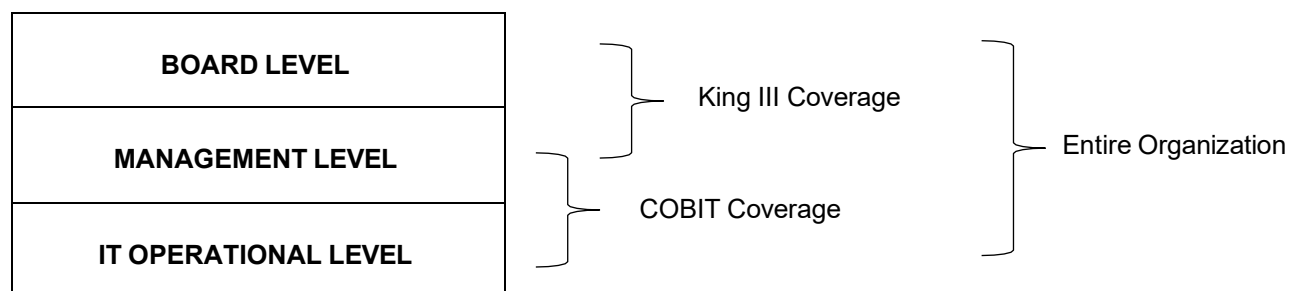 BOARD LEVEL
King III Coverage
MANAGEMENT LEVEL
Entire Organization
COBIT Coverage
IT OPERATIONAL LEVEL